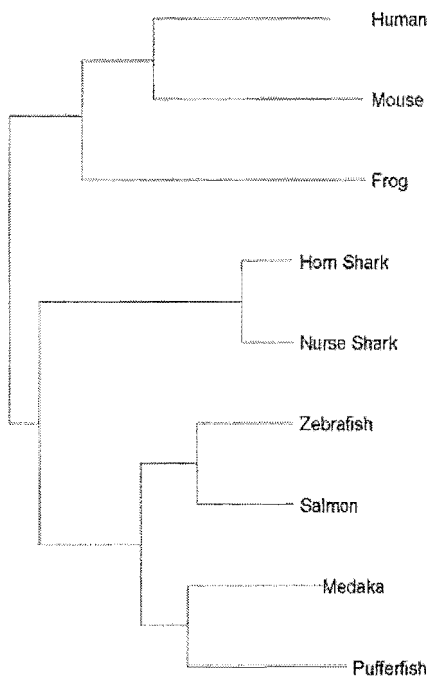 Human
Mouse
Frog
Horn Shark
Nurse Shark
Zebrafish
Salmon
Medaka
Pufferfish